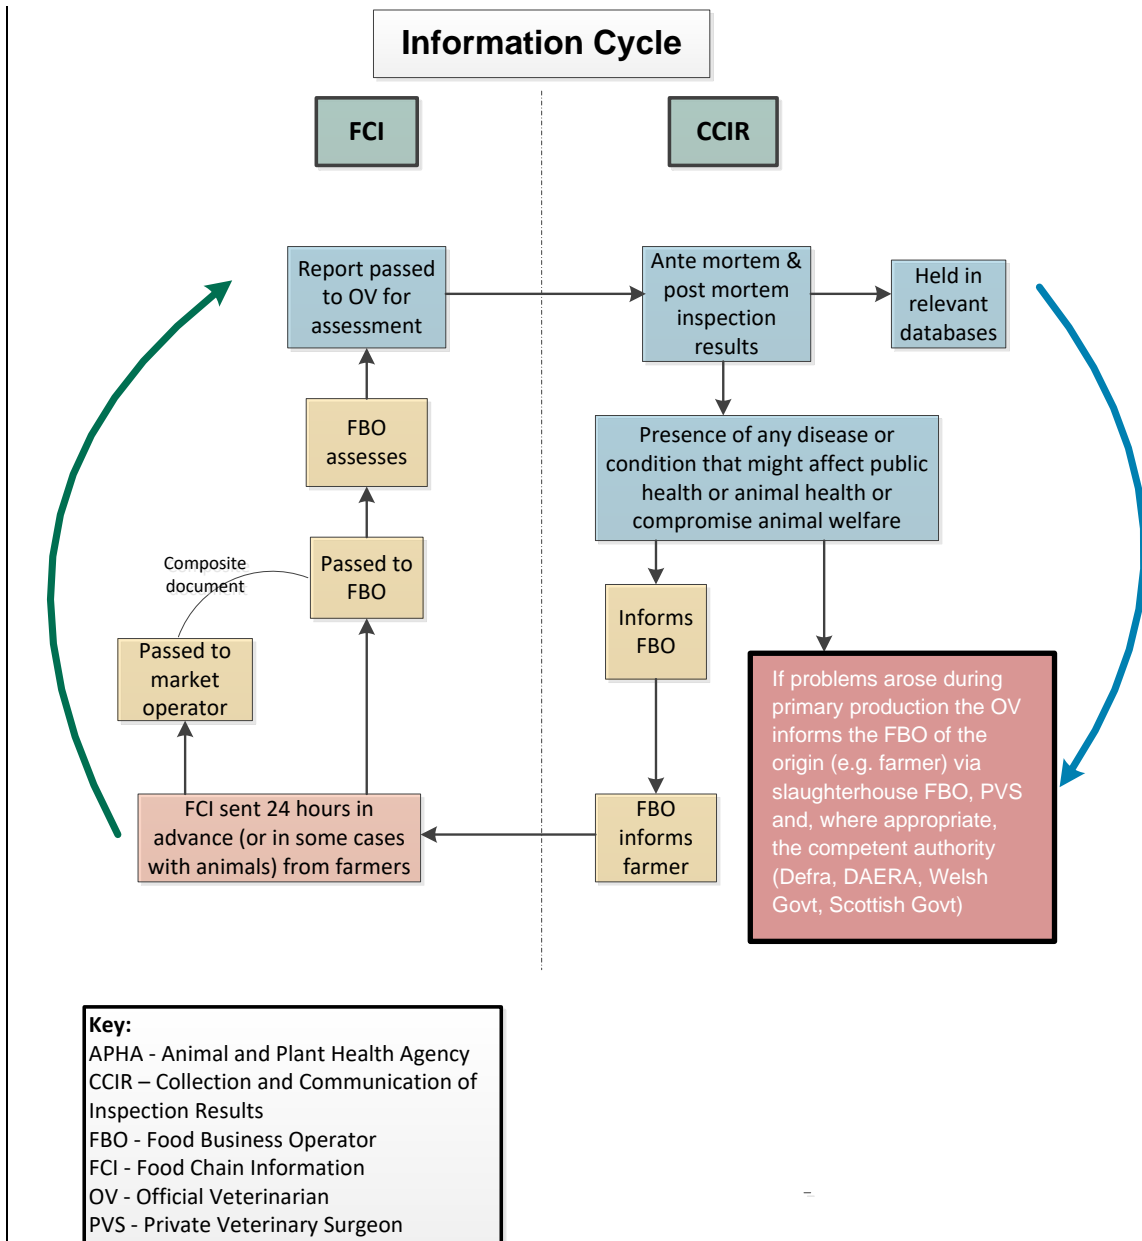 Information Cycle
FCI
CCIR
Report passed
to OV for
assessment
Ante mortem &
post mortem
inspection
results
Held in
relevant
databases
FBO
assesses
Presence of any disease or
condition that might affect public
health or animal health or
compromise animal welfare
Composite
document
Passed to
FBO
Informs
FBO
Passed to
market
operator
If problems arose during
primary production the OV
informs the FBO of the
origin (e.g. farmer) via
slaughterhouse FBO, PVS
and, where appropriate,
the competent authority
(Defra, DAERA, Welsh
Govt, Scottish Govt)
FCI sent 24 hours in
advance (or in some cases
with animals) from farmers
FBO
informs
farmer
Key:
APHA - Animal and Plant Health Agency
CCIR – Collection and Communication of
Inspection Results
FBO - Food Business Operator
FCI - Food Chain Information
OV - Official Veterinarian
PVS - Private Veterinary Surgeon